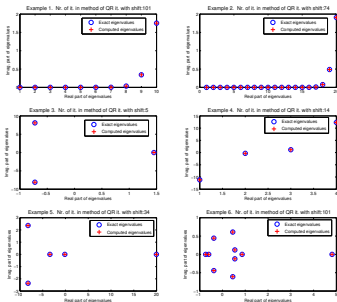 Example 1. Nr. of it. in method of QR it. with shift:101
Exact eigenvalues
Computed eigenvalues
Imag. part of eigenvalues
Real part of eigenvalues
Example 2. Nr. of it. in method of QR it. with shift:74
Exact eigenvalues
Computed eigenvalues
Imag. part of eigenvalues
Real part of eigenvalues
Example 3. Nr. of it. in method of QR it. with shift:5
Exact eigenvalues
Computed eigenvalues
Imag. part of eigenvalues
Real part of eigenvalues
Example 4. Nr. of it. in method of QR it. with shift:14
Exact eigenvalues
Computed eigenvalues
Imag. part of eigenvalues
Real part of eigenvalues
Example 5. Nr. of it. in method of QR it. with shift:34
Exact eigenvalues
Computed eigenvalues
Imag. part of eigenvalues
Real part of eigenvalues
Example 6. Nr. of it. in method of QR it. with shift:101
Exact eigenvalues
Computed eigenvalues
Imag. part of eigenvalues
Real part of eigenvalues